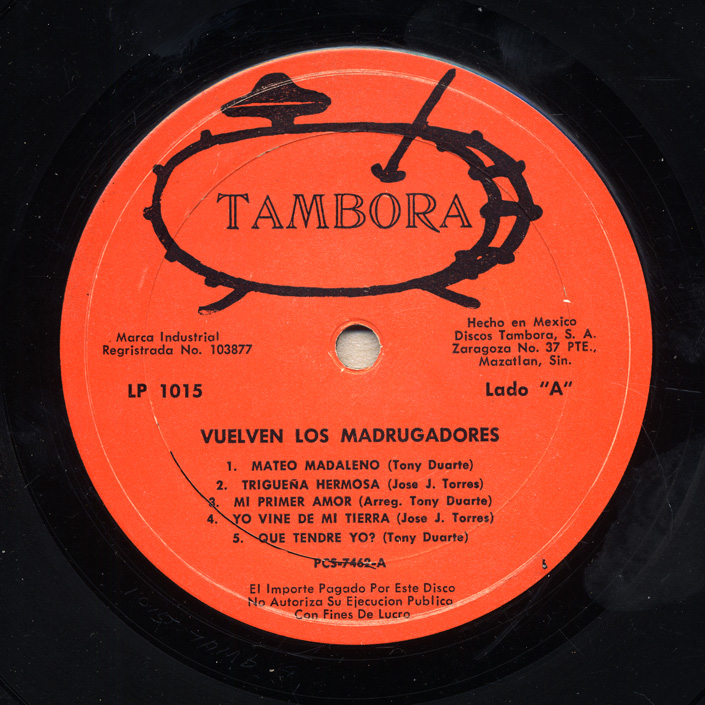 TAMBORA
Marca Industrial
Regristrada No. 103877
Hecho en Mexico
Discos Tambora, S. A.
Zaragoza No. 37 PTE.,
Mazatlan, Sin.
LP 1015
Lado "A"
VUELVEN LOS MADRUGADORES
1. MATEO MADALENO (Tony Duarte)
2. TRIGUEÑA HERMOSA (Jose J. Torres)
3. MI PRIMER AMOR (Arreg. Tony Duarte)
4. YO VINE DE MI TIERRA (Jose J. Torres)
5. QUE TENDRE YO? (Tony Duarte)
PCS-7462-A
5
El Importe Pagado Por Este Disco
No Autoriza Su Ejecucion Publico
Con Fines De Lucro